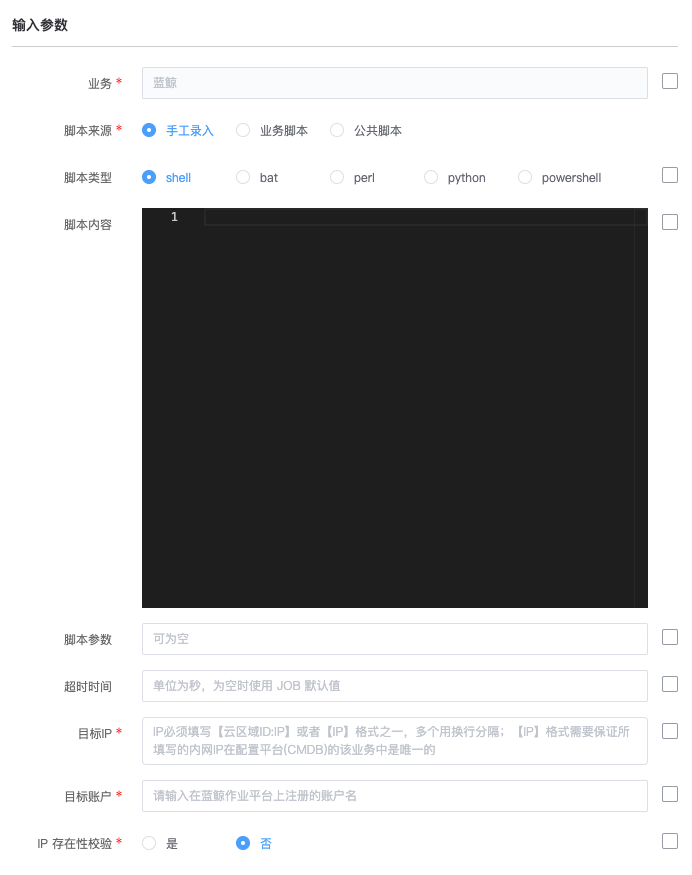 输入参数
业务 * 蓝鲸
脚本来源 * 手工录入 业务脚本 公共脚本
脚本类型 shell bat perl python powershell
脚本内容 1
脚本参数 可为空
超时时间 单位为秒，为空时使用 JOB 默认值
目标IP * IP必须填写【云区域ID:IP】或者【IP】格式之一，多个用换行分隔；【IP】格式需要保证所
填写的内网IP在配置平台(CMDB)的该业务中是唯一的
目标账户 * 请输入在蓝鲸作业平台上注册的账户名
IP 存在性校验 * 是 否